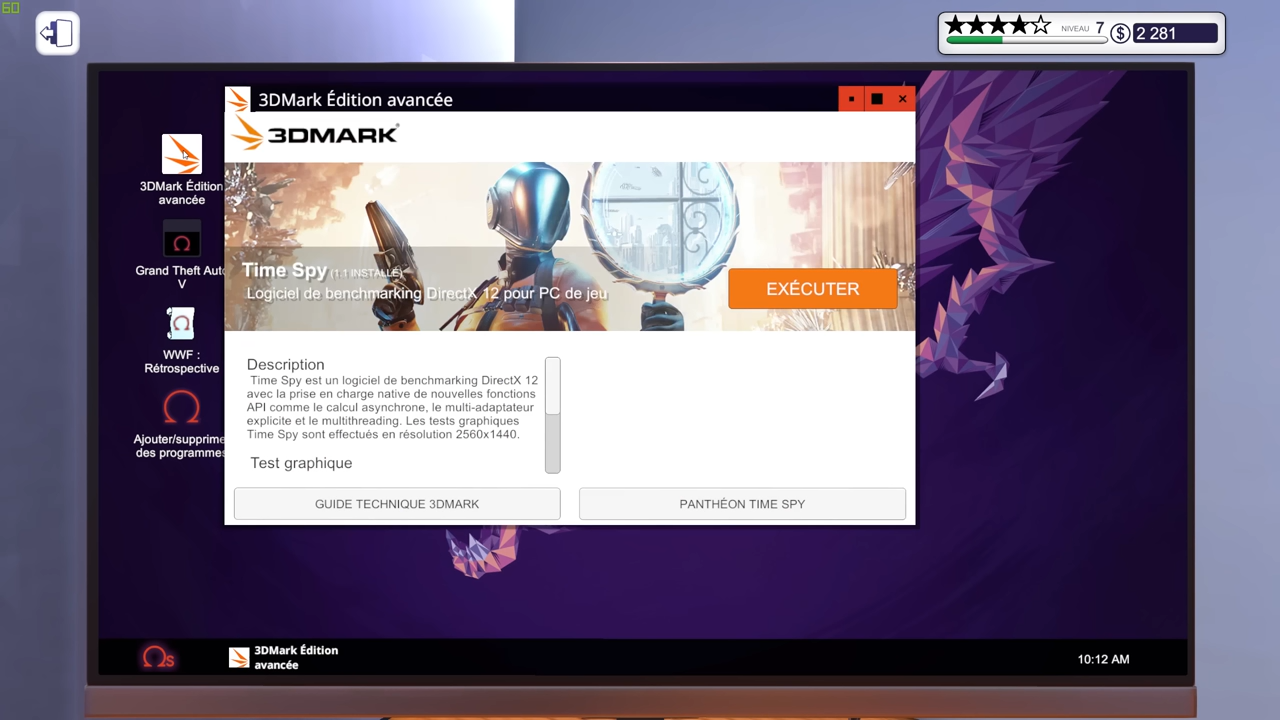 60
NIVEAU 7
$ 2 281
3DMark Édition avancée
3DMARK
3DMark Édition
avancée
Grand Theft Auto
V
WWF :
Rétrospective
Ajouter/supprime
des programmes
Time Spy (1.1 INSTALLÉ)
Logiciel de benchmarking DirectX 12 pour PC de jeu
EXÉCUTER
Description
Time Spy est un logiciel de benchmarking DirectX 12
avec la prise en charge native de nouvelles fonctions
API comme le calcul asynchrone, le multi-adaptateur
explicite et le multithreading. Les tests graphiques
Time Spy sont effectués en résolution 2560x1440.
Test graphique
GUIDE TECHNIQUE 3DMARK
PANTHÉON TIME SPY
Ωs
3DMark Édition
avancée
10:12 AM